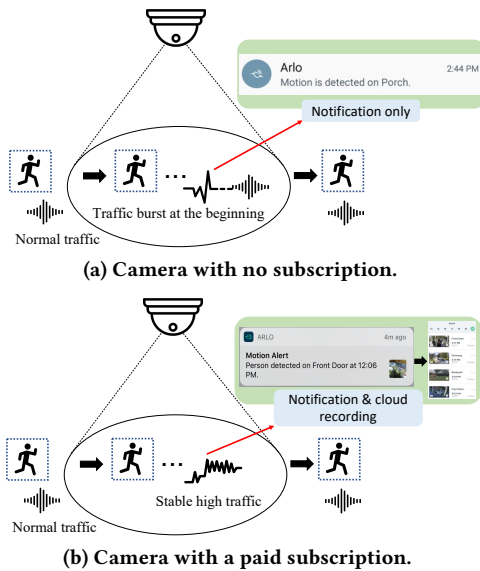 Arlo
2:44 PM
Motion is detected on Porch.
Notification only
...
Traffic burst at the beginning
Normal traffic
(a) Camera with no subscription.
ARLO
4m ago
Motion Alert
Person detected on Front Door at 12:06
PM.
Notification & cloud
recording
...
Stable high traffic
Normal traffic
(b) Camera with a paid subscription.